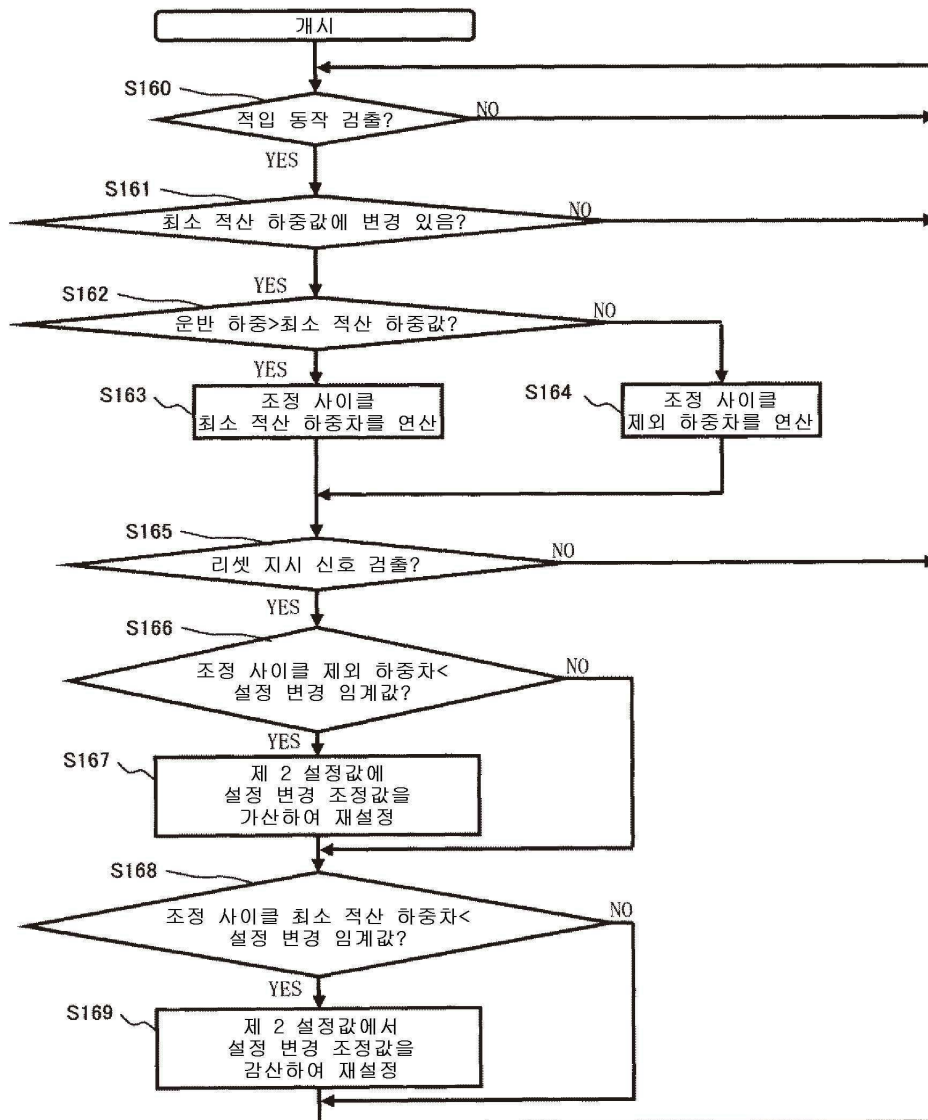 개시
S160
적입 동작 검출?
NO
YES
S161
최소 적산 하중값에 변경 있음?
NO
YES
S162
운반 하중>최소 적산 하중값?
NO
YES
S163
조정 사이클
최소 적산 하중차를 연산
S164
조정 사이클
제외 하중차를 연산
S165
리셋 지시 신호 검출?
NO
YES
S166
조정 사이클 제외 하중차<
설정 변경 임계값?
NO
YES
S167
제 2 설정값에
설정 변경 조정값을
가산하여 재설정
S168
조정 사이클 최소 적산 하중차<
설정 변경 임계값?
NO
YES
S169
제 2 설정값에서
설정 변경 조정값을
감산하여 재설정